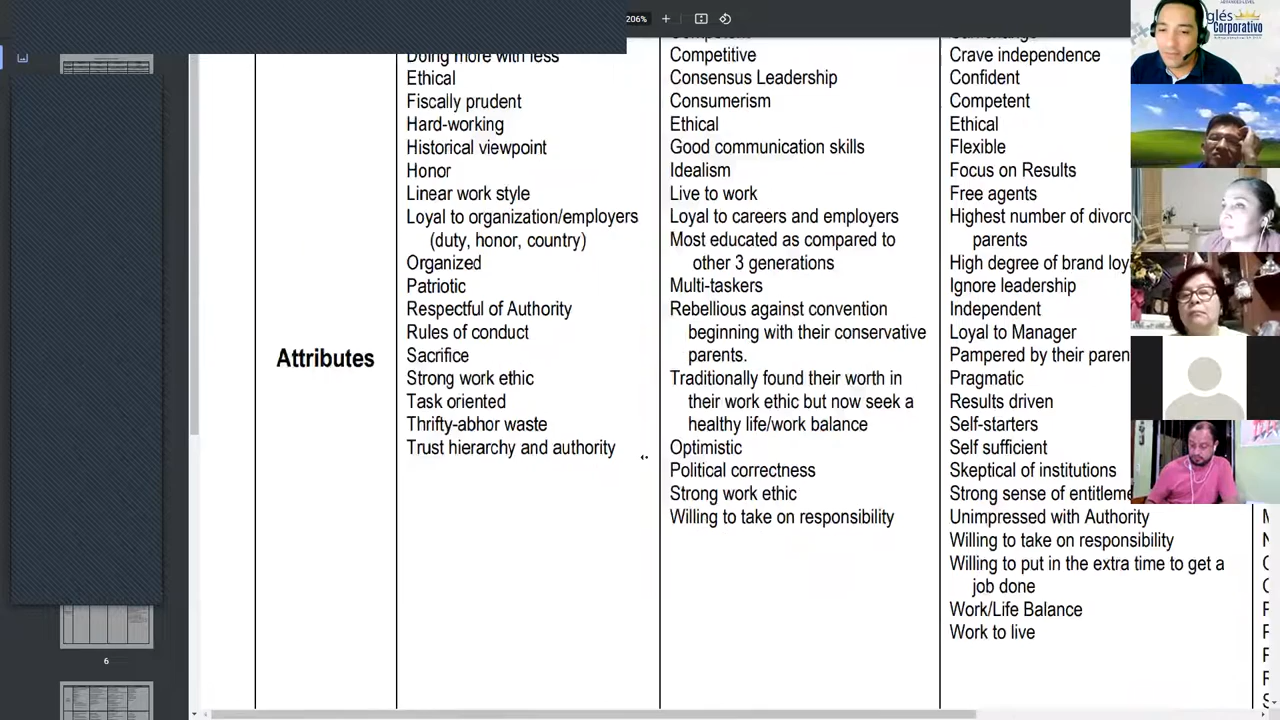 206%
ADVANCED LEVEL
glés
Corporativo
Doing more with less
Ethical
Fiscally prudent
Hard-working
Historical viewpoint
Honor
Linear work style
Loyal to organization/employers
(duty, honor, country)
Organized
Patriotic
Respectful of Authority
Rules of conduct
Sacrifice
Strong work ethic
Task oriented
Thrifty-abhor waste
Trust hierarchy and authority
Attributes
Competitive
Consensus Leadership
Consumerism
Ethical
Good communication skills
Idealism
Live to work
Loyal to careers and employers
Most educated as compared to
other 3 generations
Multi-taskers
Rebellious against convention
beginning with their conservative
parents.
Traditionally found their worth in
their work ethic but now seek a
healthy life/work balance
Optimistic
Political correctness
Strong work ethic
Willing to take on responsibility
Crave independence
Confident
Competent
Ethical
Flexible
Focus on Results
Free agents
Highest number of divorc
parents
High degree of brand loy
Ignore leadership
Independent
Loyal to Manager
Pampered by their paren
Pragmatic
Results driven
Self-starters
Self sufficient
Skeptical of institutions
Strong sense of entitleme
Unimpressed with Authority
Willing to take on responsibility
Willing to put in the extra time to get a
job done
Work/Life Balance
Work to live
6